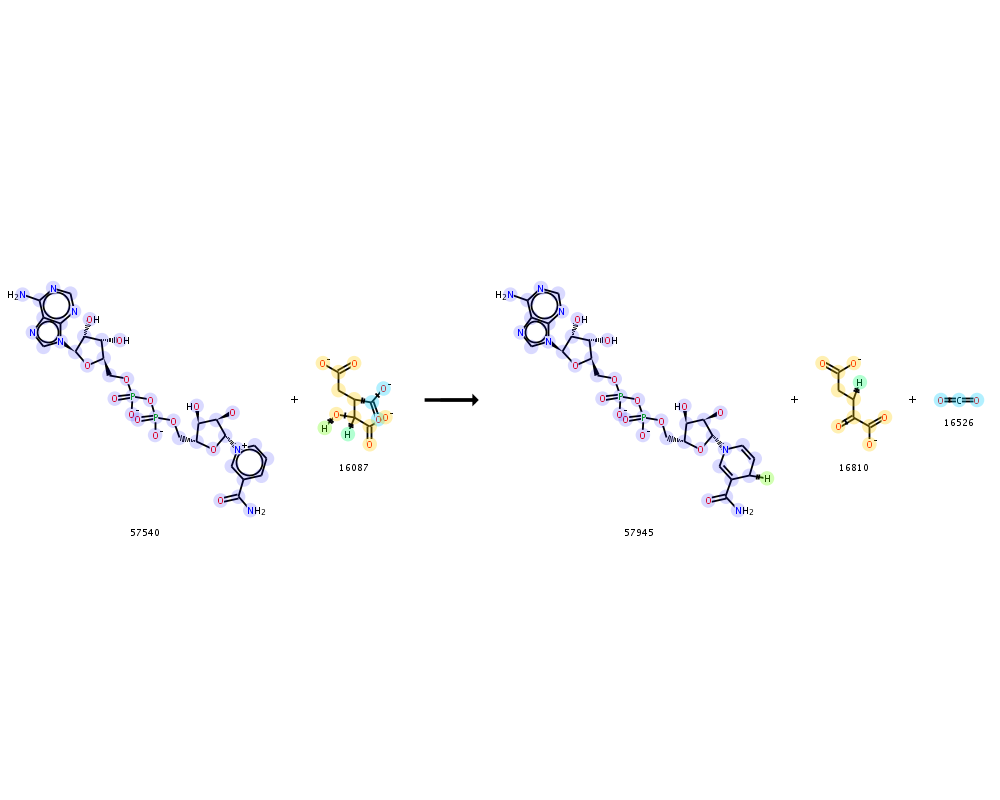 N N
H₂N N H₂N N
OH OH
N N OH N N OH
O O⁻ O O O⁻ O
O O⁻ O H
O P O + O P O + + O C O
HO O HO O
O⁻ O P O O O O⁻ O⁻ O P O O O
16526
H H O O
O⁻ O⁻ O⁻
O N⁺ O O N
16087 16810
H
O O
NH₂ NH₂
57540 57945